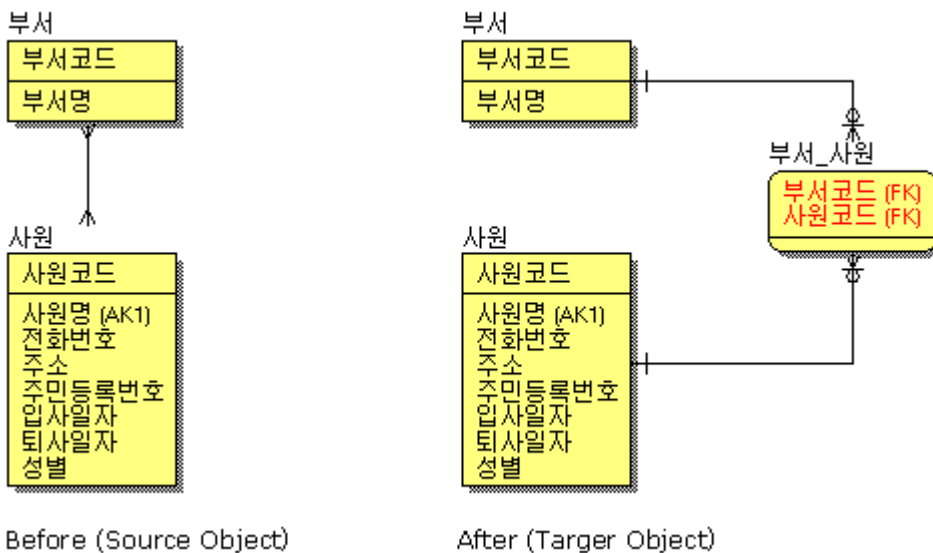 부서
부서코드
부서명
사원
사원코드
사원명 (AK1)
전화번호
주소
주민등록번호
입사일자
퇴사일자
성별
Before (Source Object)
부서
부서코드
부서명
부서_사원
부서코드 (FK)
사원코드 (FK)
사원
사원코드
사원명 (AK1)
전화번호
주소
주민등록번호
입사일자
퇴사일자
성별
After (Targer Object)